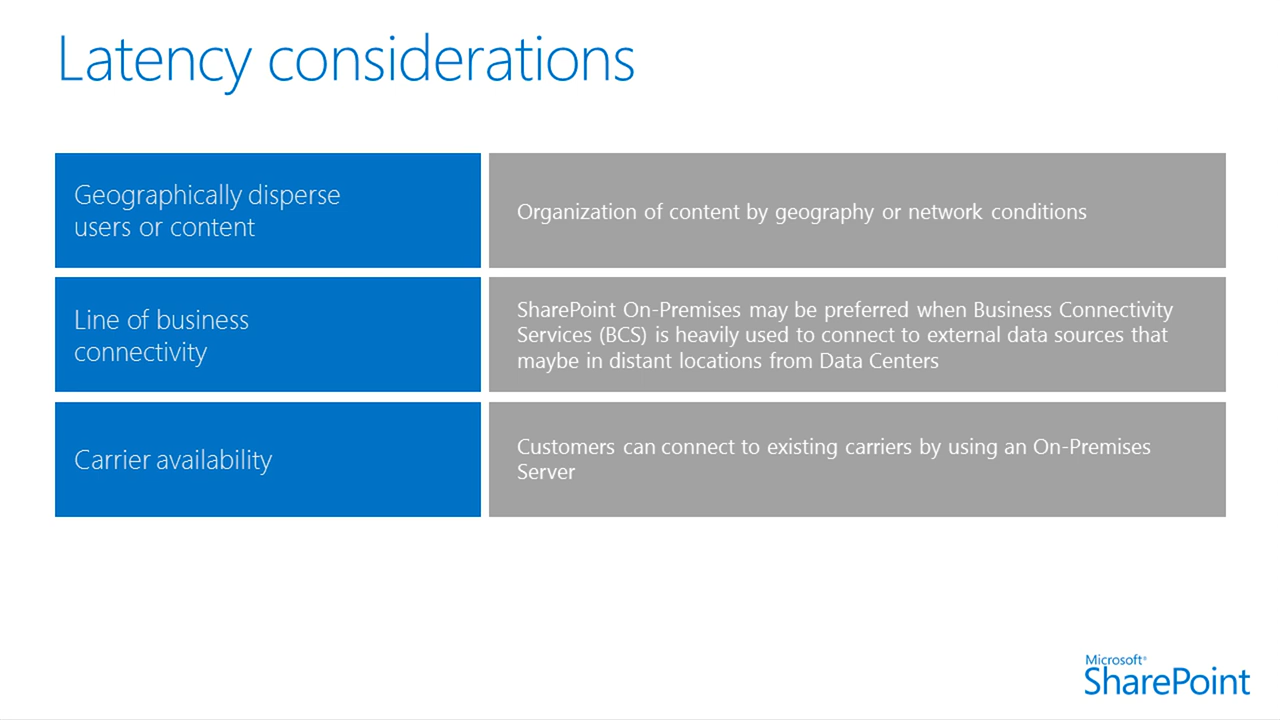 Latency considerations
Geographically disperse
users or content
Organization of content by geography or network conditions
Line of business
connectivity
SharePoint On-Premises may be preferred when Business Connectivity
Services (BCS) is heavily used to connect to external data sources that
maybe in distant locations from Data Centers
Carrier availability
Customers can connect to existing carriers by using an On-Premises
Server
Microsoft®
SharePoint